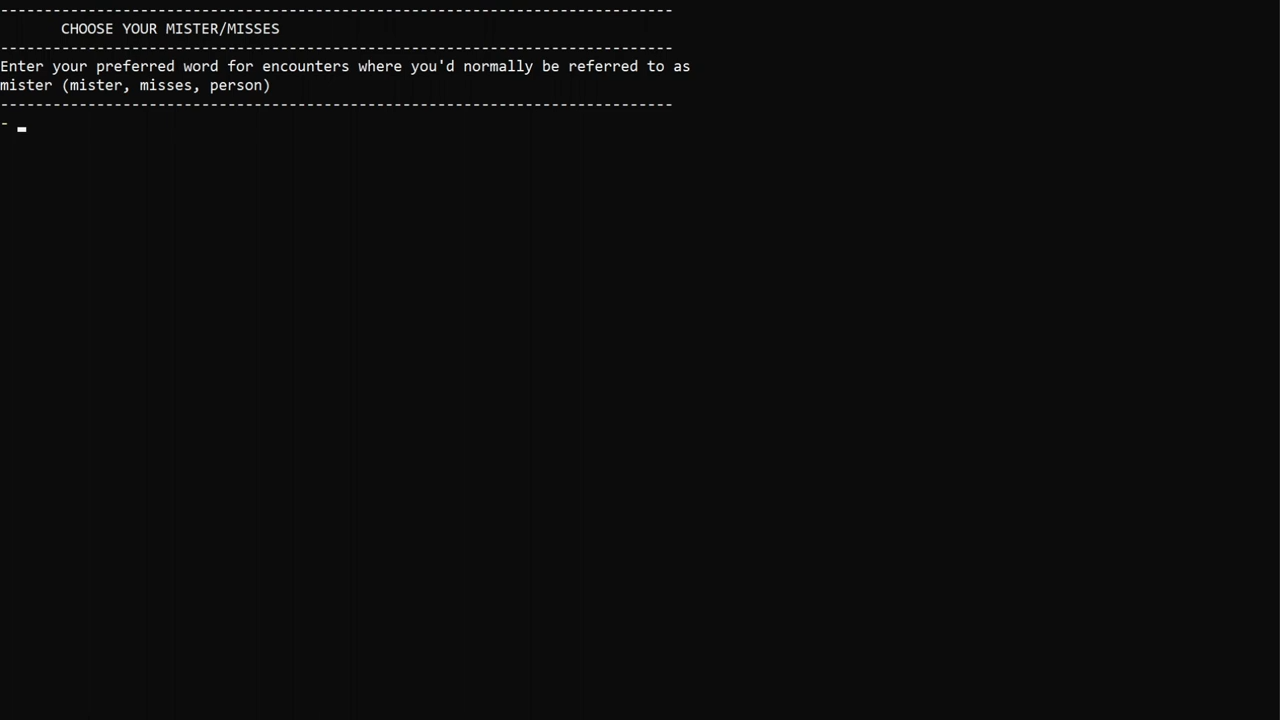 -----------------------------------------------------------------------------
CHOOSE YOUR MISTER/MISSES
-----------------------------------------------------------------------------
Enter your preferred word for encounters where you'd normally be referred to as
mister (mister, misses, person)
-----------------------------------------------------------------------------
- _